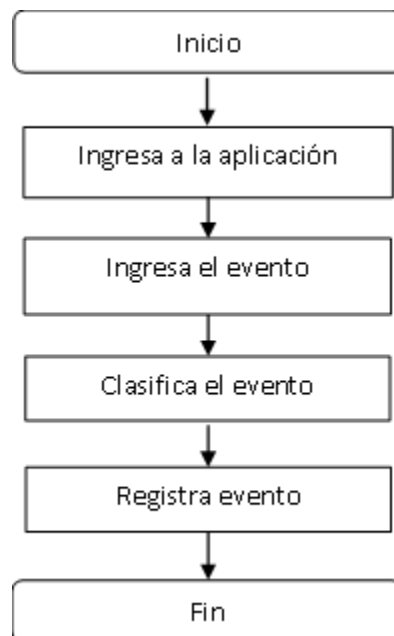 Inicio
Ingresa a la aplicación
Ingresa el evento
Clasifica el evento
Registra evento
Fin